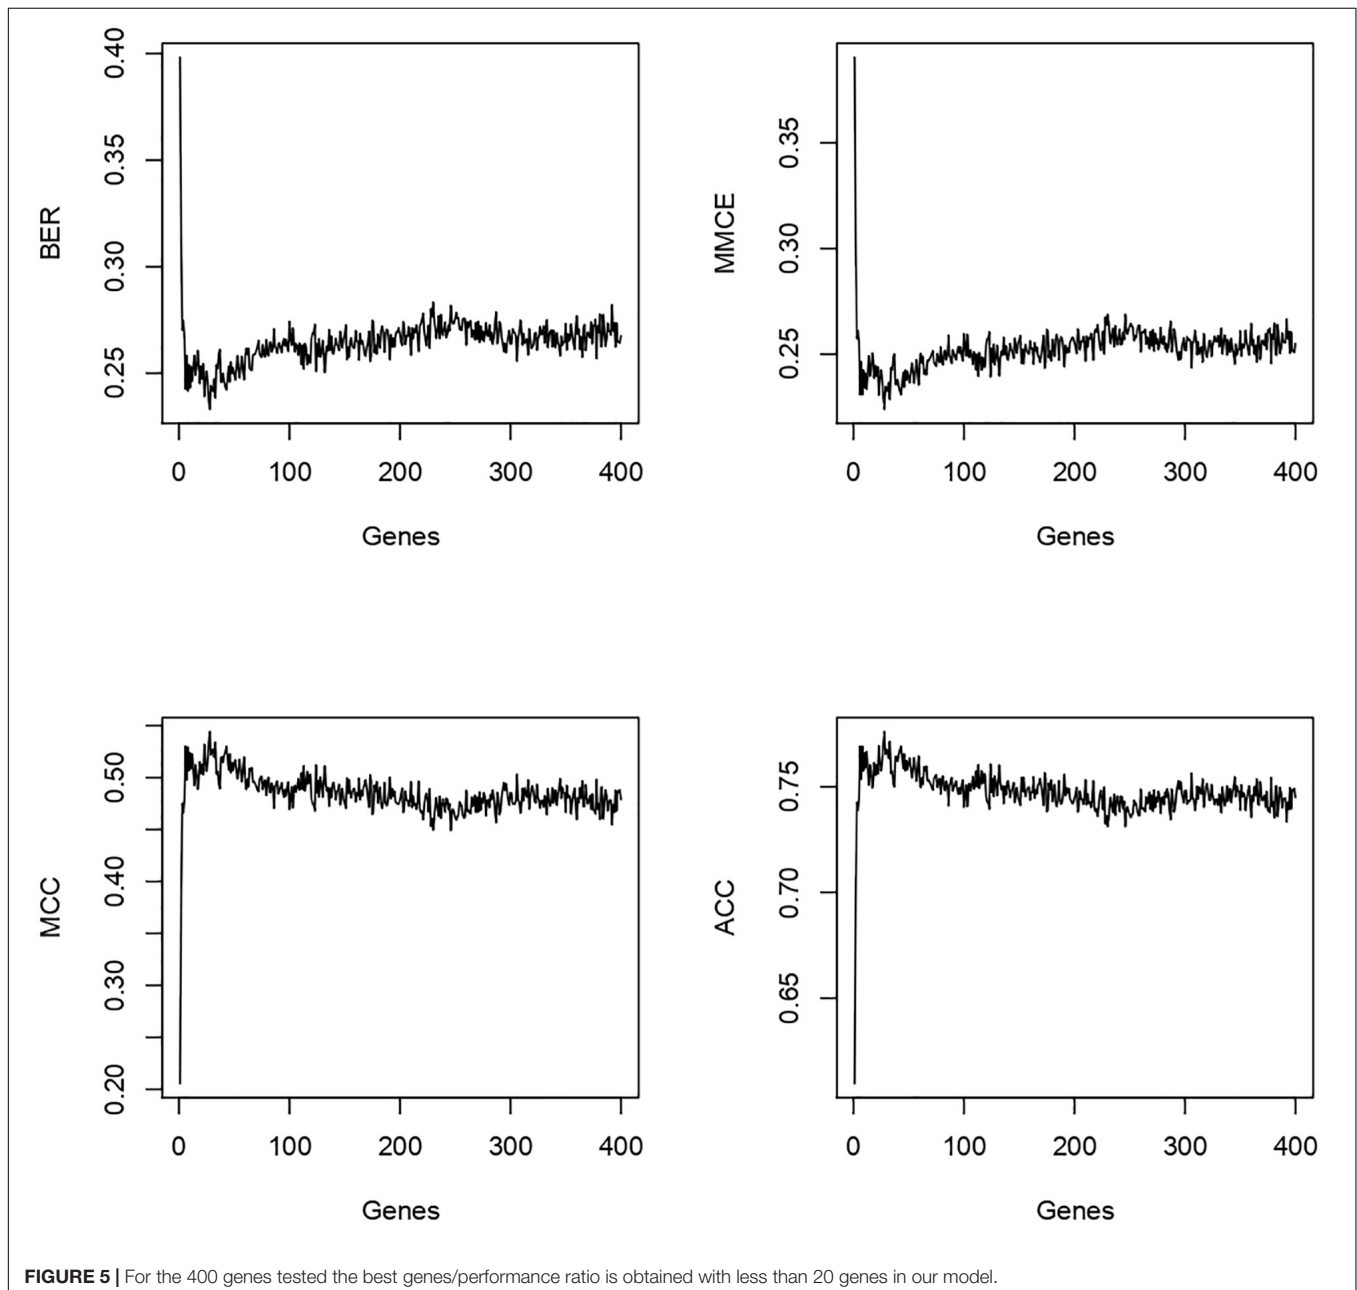 BER
0.25 0.30 0.35 0.40
0 100 200 300 400
Genes
MMCE
0.25 0.30 0.35
0 100 200 300 400
Genes
MCC
0.20 0.30 0.40 0.50
0 100 200 300 400
Genes
ACC
0.65 0.70 0.75
0 100 200 300 400
Genes
FIGURE 5 | For the 400 genes tested the best genes/performance ratio is obtained with less than 20 genes in our model.